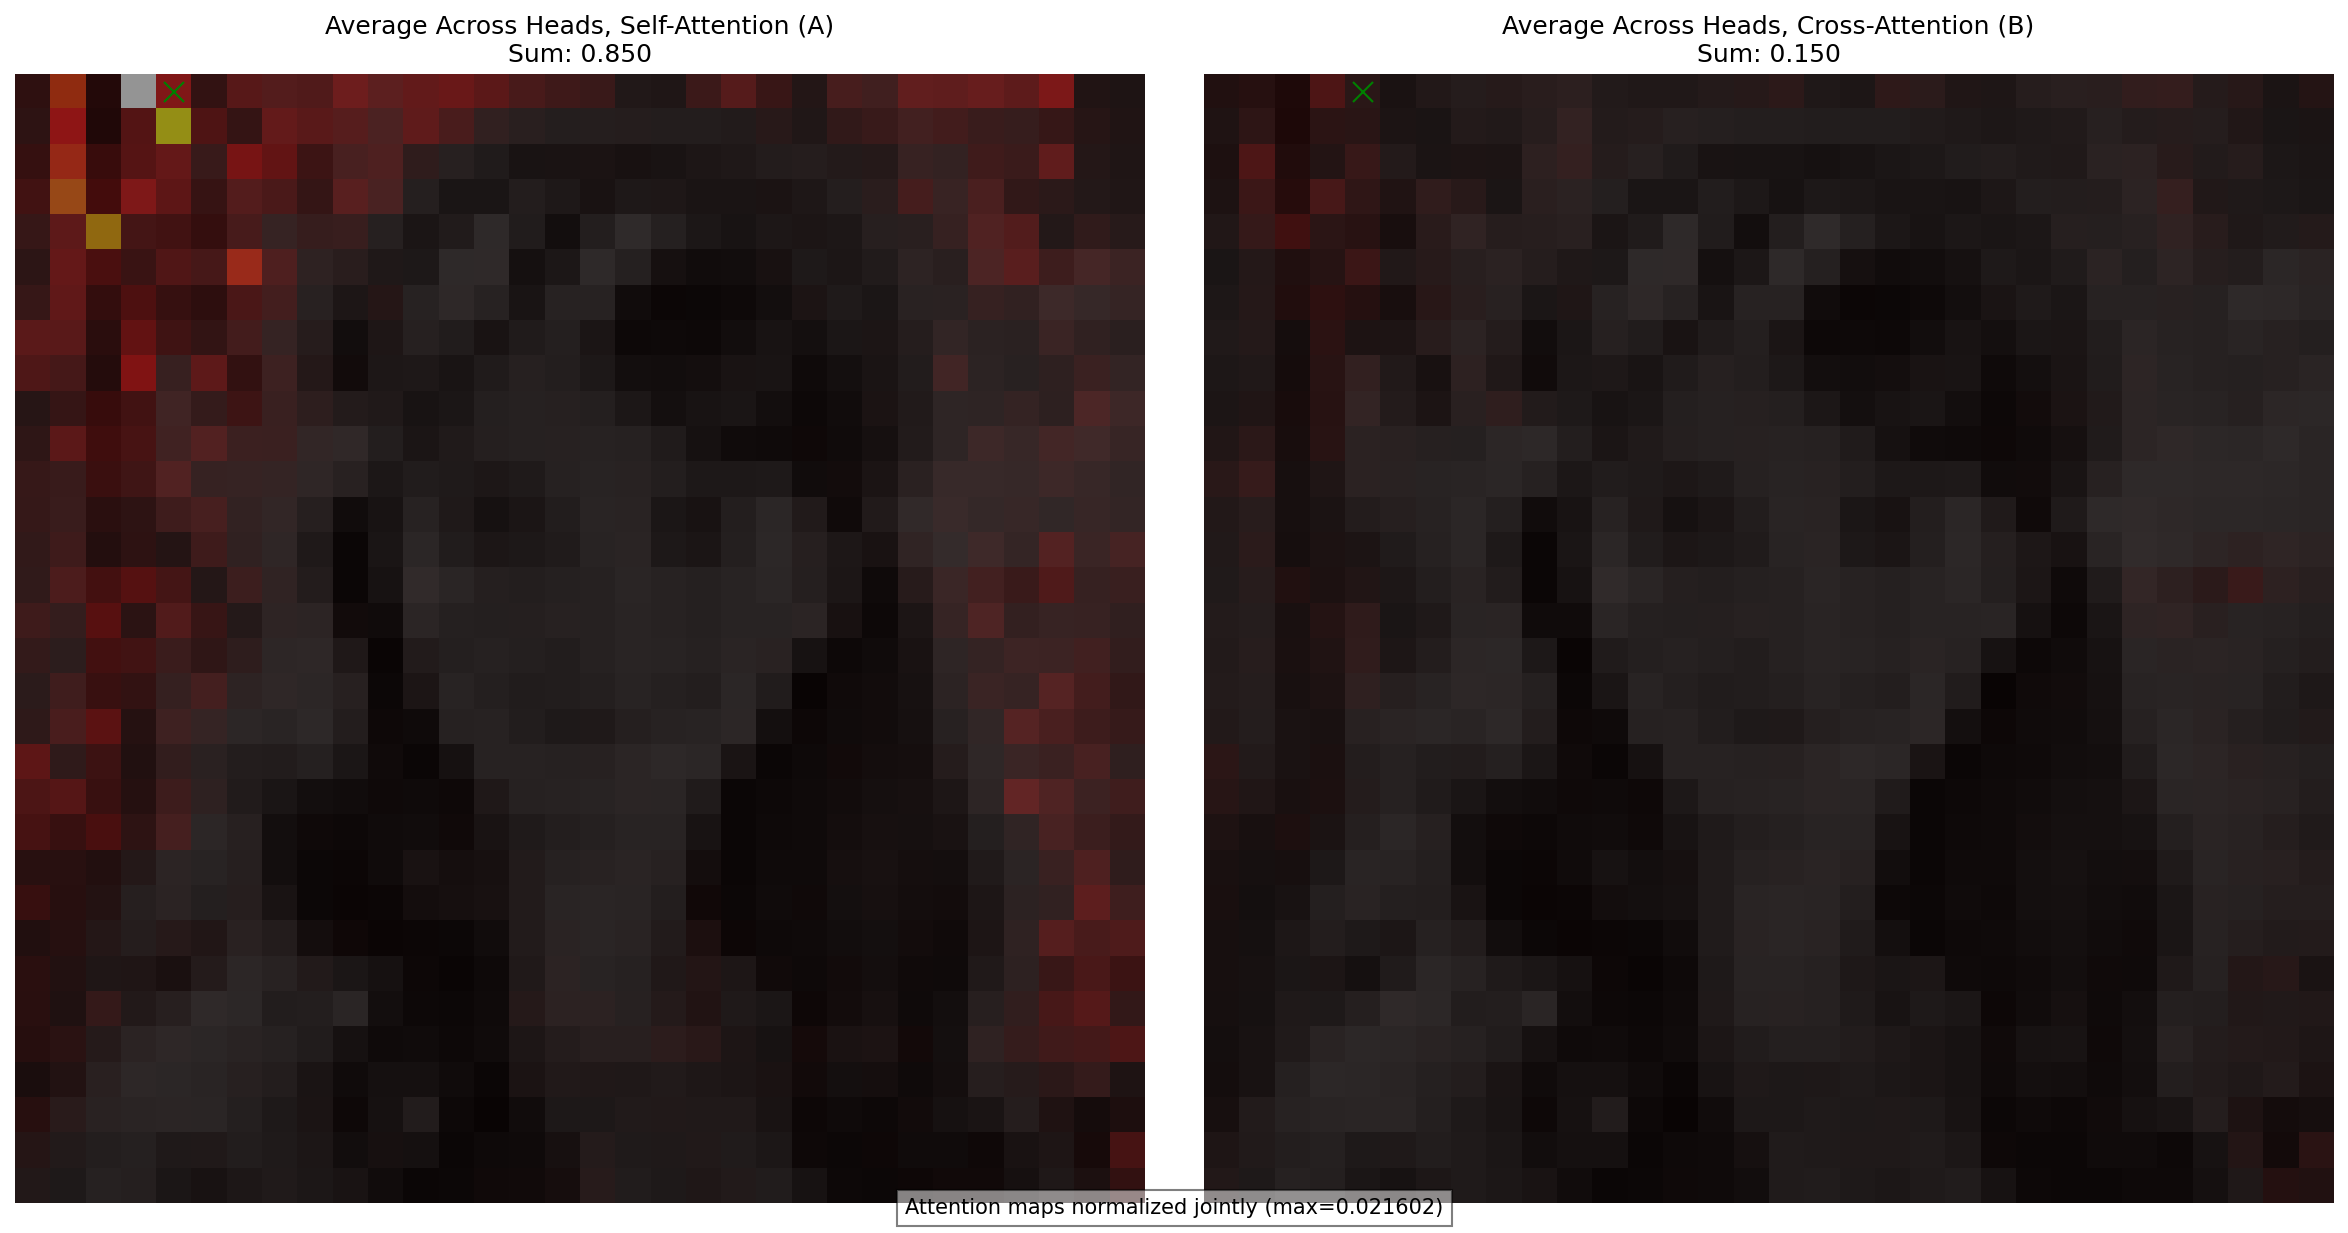 Average Across Heads, Self-Attention (A)
Sum: 0.850
Average Across Heads, Cross-Attention (B)
Sum: 0.150
Attention maps normalized jointly (max=0.021602)